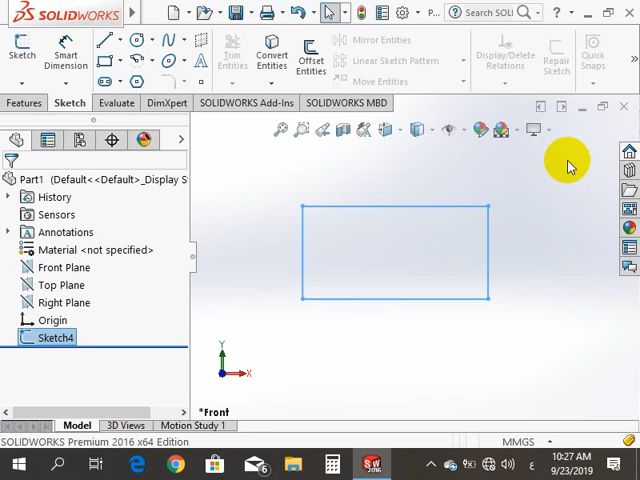 SOLIDWORKS
P...
Search SOLI
Sketch
Smart Dimension
Trim Entities
Convert Entities
Offset Entities
Mirror Entities
Linear Sketch Pattern
Move Entities
Display/Delete Relations
Repair Sketch
Quick Snaps
Features
Sketch
Evaluate
DimXpert
SOLIDWORKS Add-Ins
SOLIDWORKS MBD
Part1 (Default<<Default>_Display S
History
Sensors
Annotations
Material <not specified>
Front Plane
Top Plane
Right Plane
Origin
Sketch4
Y
X
*Front
Model
3D Views
Motion Study 1
SOLIDWORKS Premium 2016 x64 Edition
MMGS
10:27 AM
9/23/2019
ع
6
SW
2016